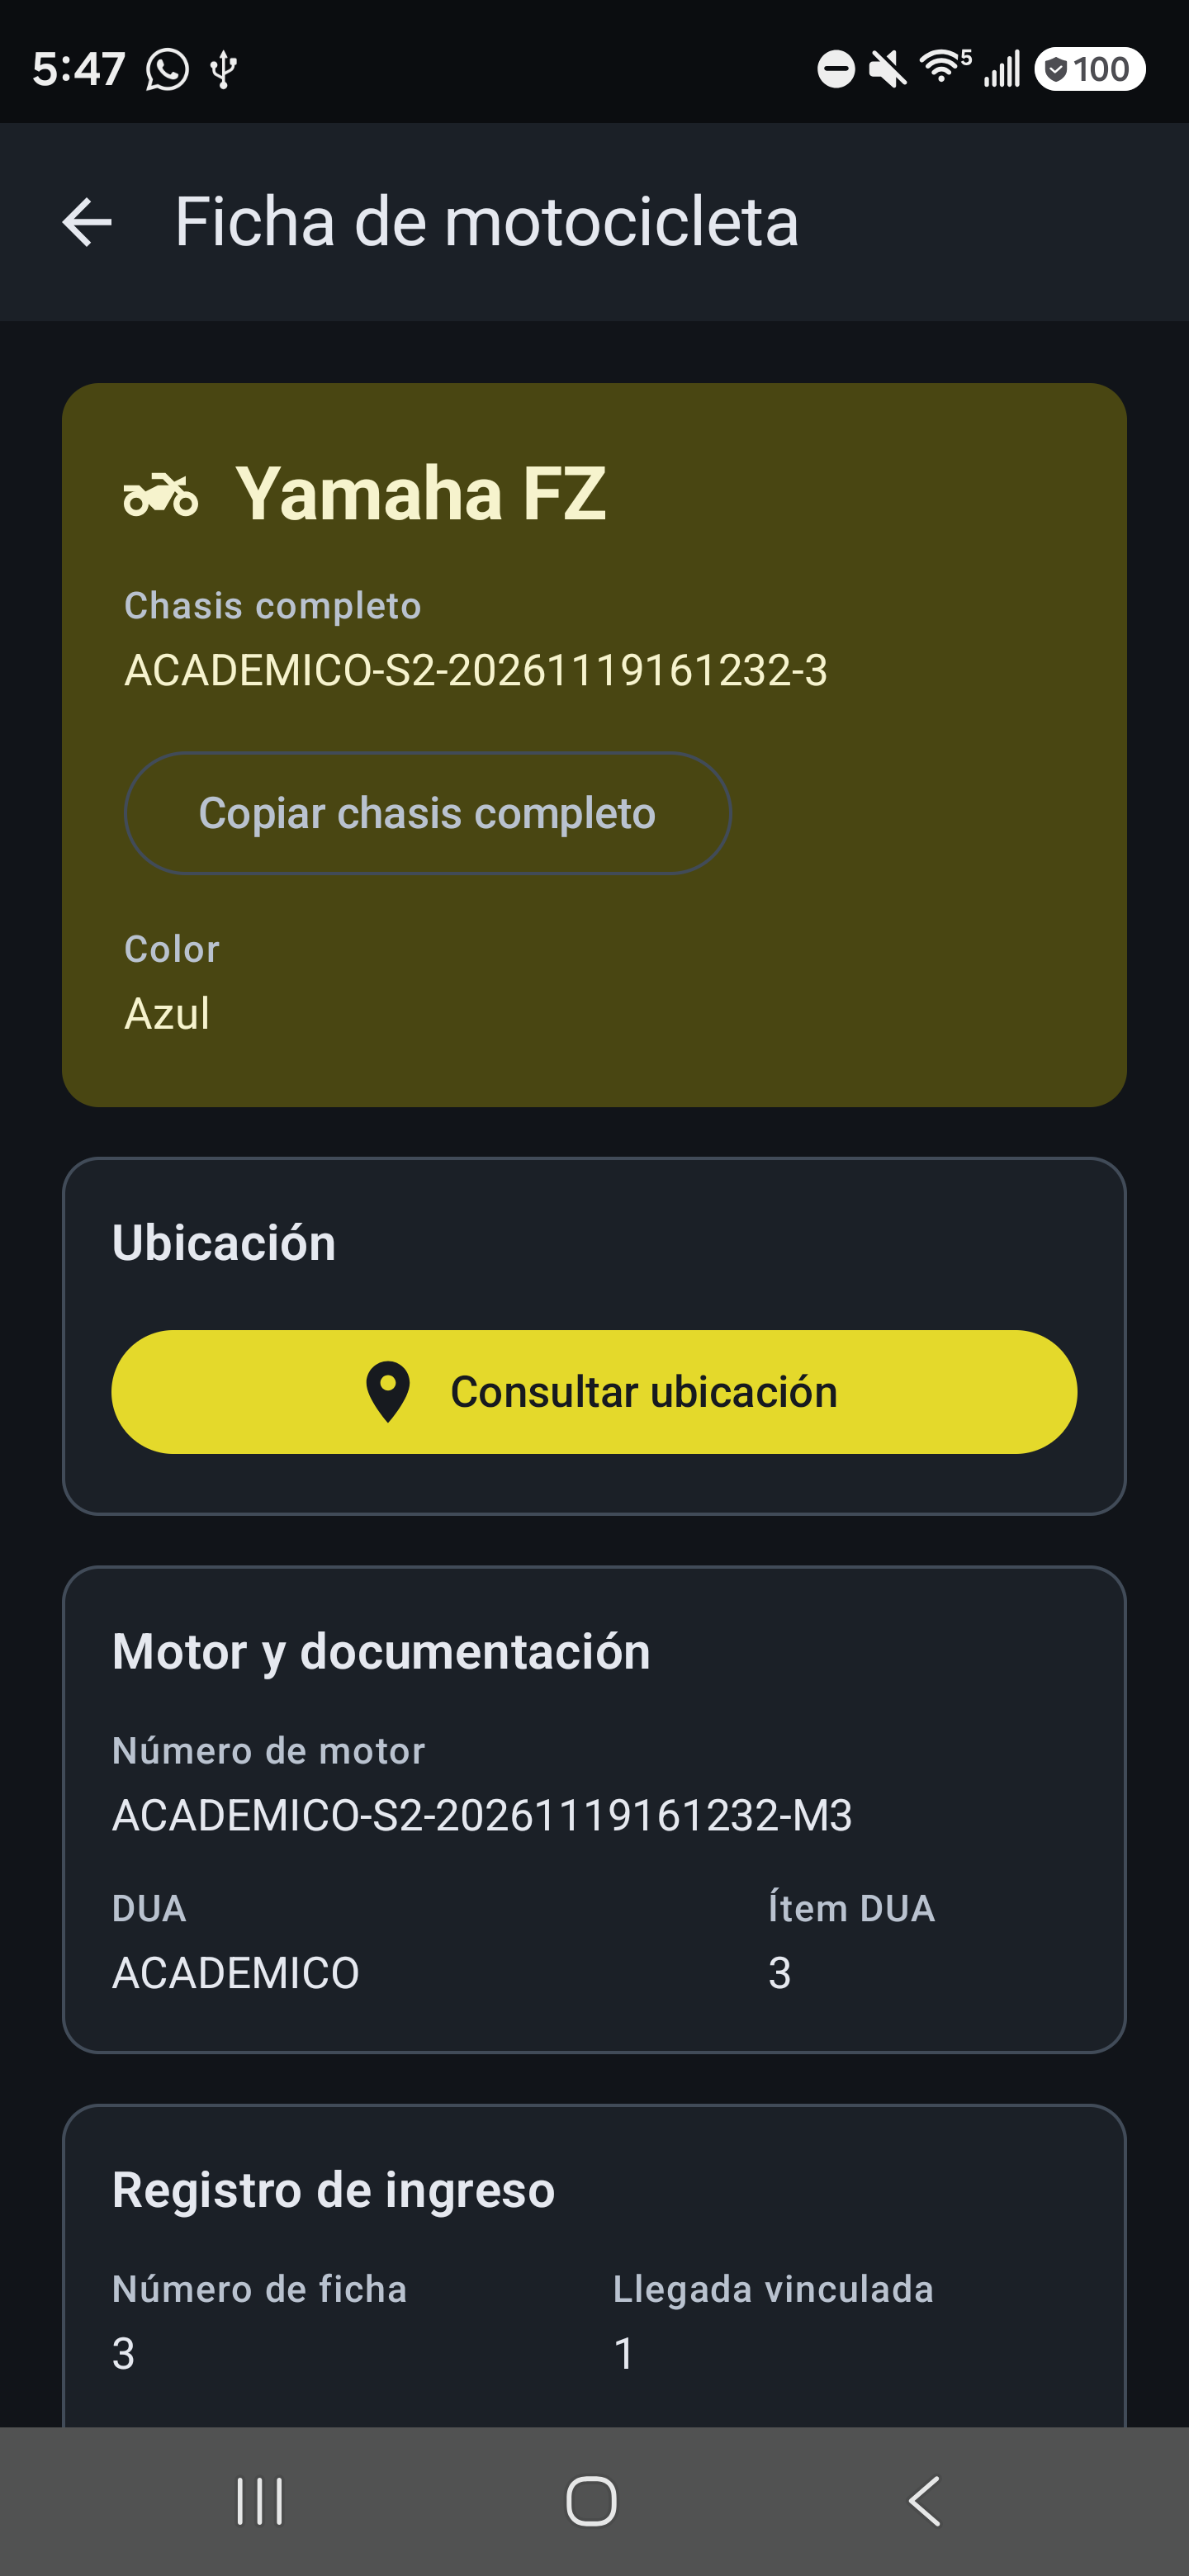 5:47
5
100
Ficha de motocicleta
Yamaha FZ
Chasis completo
ACADEMICO-S2-20261119161232-3
Copiar chasis completo
Color
Azul
Ubicación
Consultar ubicación
Motor y documentación
Número de motor
ACADEMICO-S2-20261119161232-M3
DUA
Ítem DUA
ACADEMICO
3
Registro de ingreso
Número de ficha
Llegada vinculada
3
1